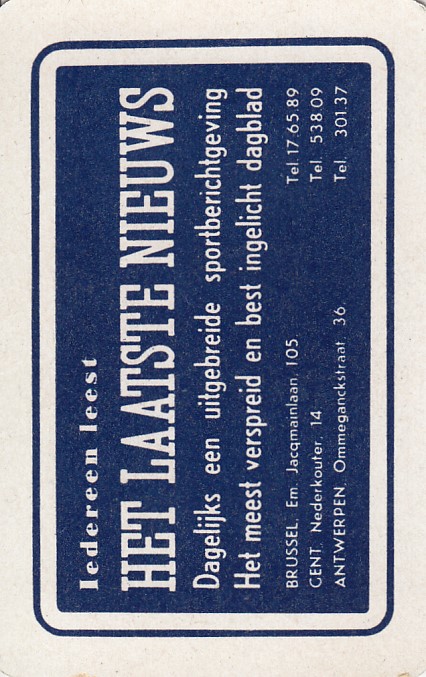 Iedereen leest
HET LAATSTE NIEUWS
Dagelijks een uitgebreide sportberichtgeving
Het meest verspreid en best ingelicht dagblad
BRUSSEL. Em. Jacqmainlaan, 105 Tel. 17.65.89
GENT. Nederkouter, 14 Tel. 538.09
ANTWERPEN. Ommeganckstraat 36 Tel. 301.37